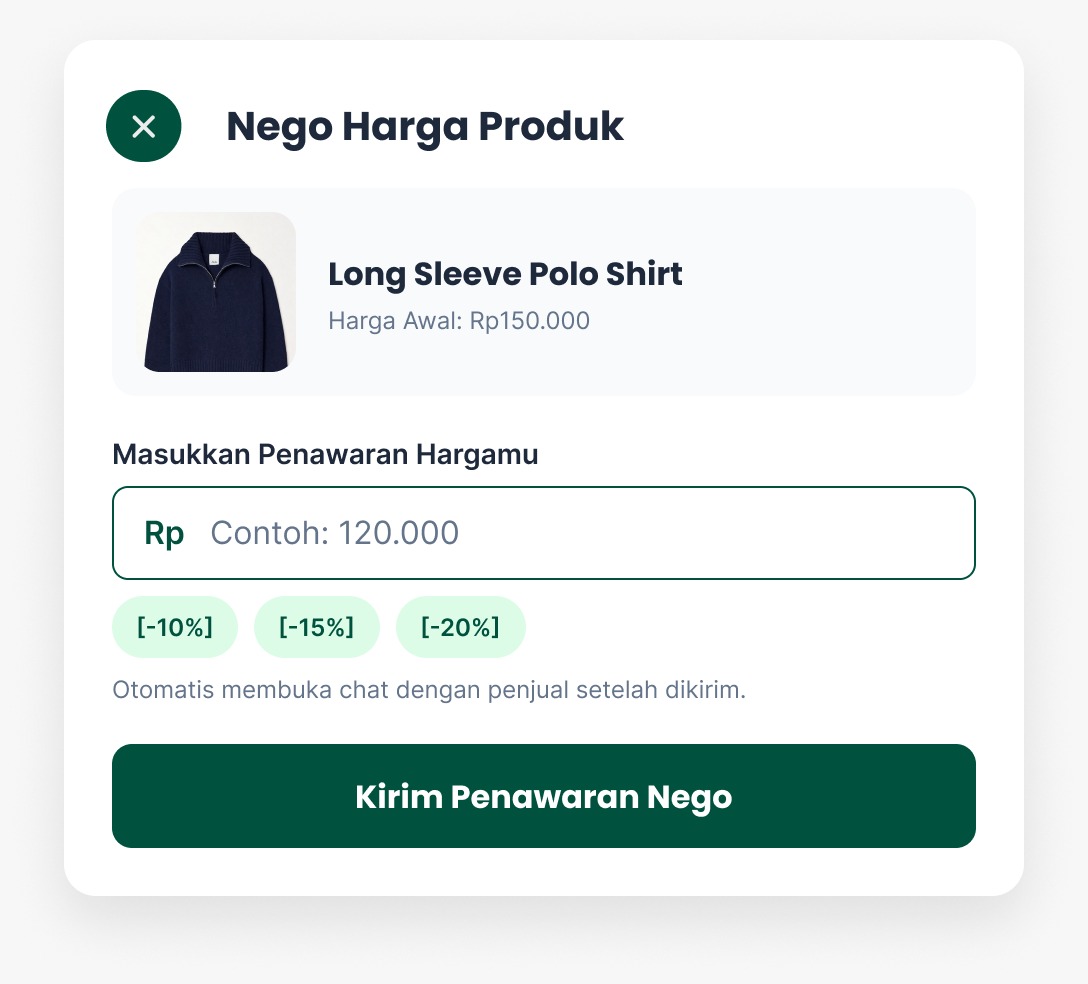 Nego Harga Produk
Long Sleeve Polo Shirt
Harga Awal: Rp150.000
Masukkan Penawaran Hargamu
Rp Contoh: 120.000
[-10%] [-15%] [-20%]
Otomatis membuka chat dengan penjual setelah dikirim.
Kirim Penawaran Nego